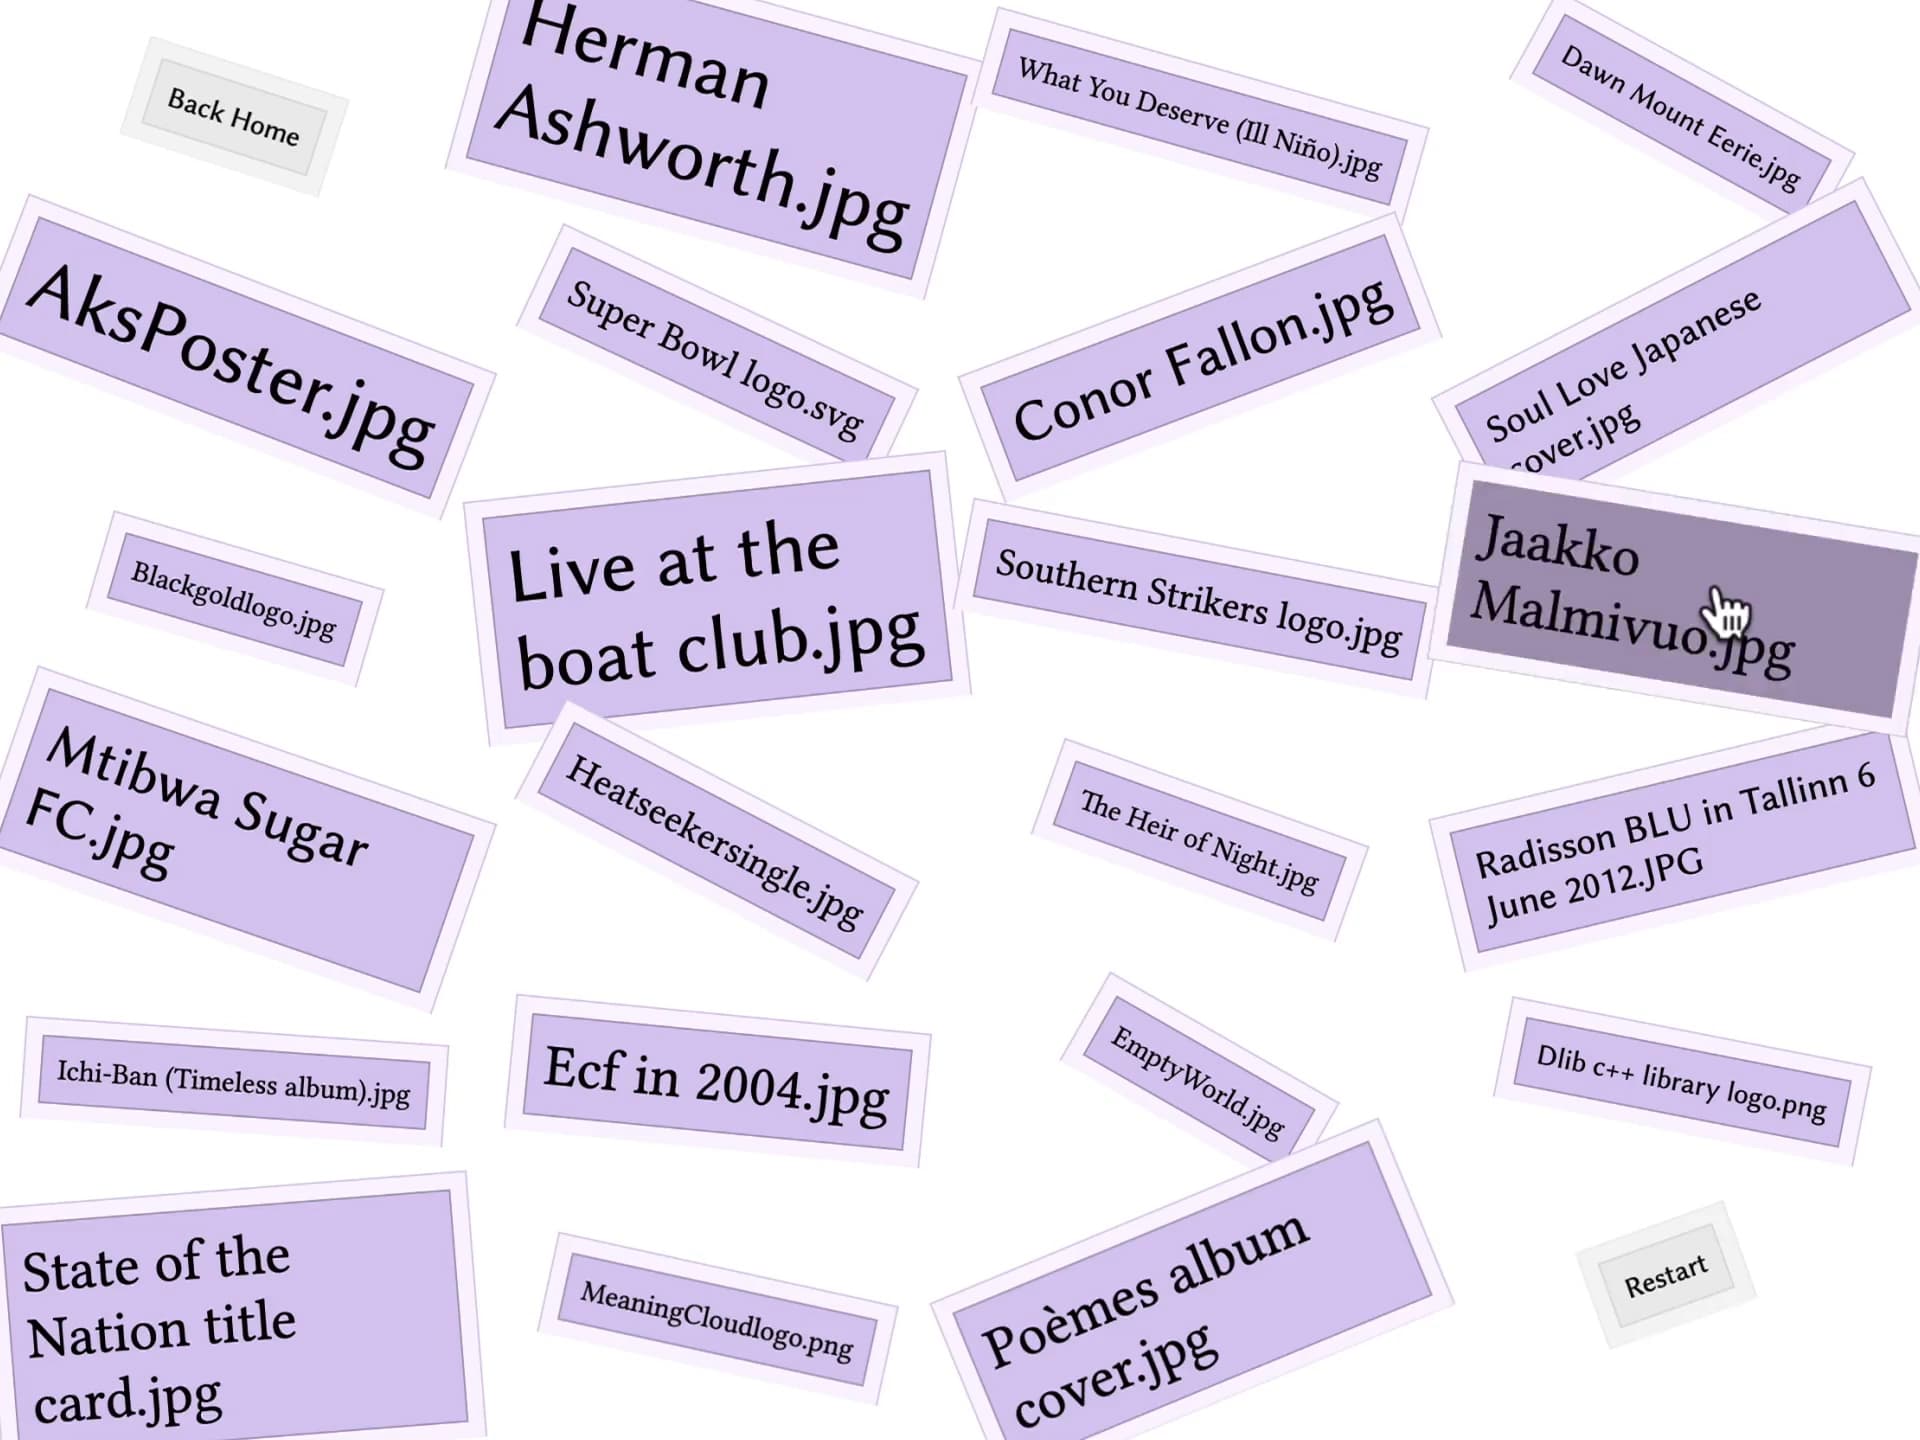 Back Home
Herman
Ashworth.jpg
What You Deserve (Ill Niño).jpg
Dawn Mount Eerie.jpg
AksPoster.jpg
Super Bowl logo.svg
Conor Fallon.jpg
Soul Love Japanese
cover.jpg
Blackgoldlogo.jpg
Live at the
boat club.jpg
Southern Strikers logo.jpg
Jaakko
Malmivuo.jpg
Mtibwa Sugar
FC.jpg
Heatseekersingle.jpg
The Heir of Night.jpg
Radisson BLU in Tallinn 6
June 2012.JPG
Ichi-Ban (Timeless album).jpg
Ecf in 2004.jpg
EmptyWorld.jpg
Dlib c++ library logo.png
State of the
Nation title
card.jpg
MeaningCloudlogo.png
Poèmes album
cover.jpg
Restart